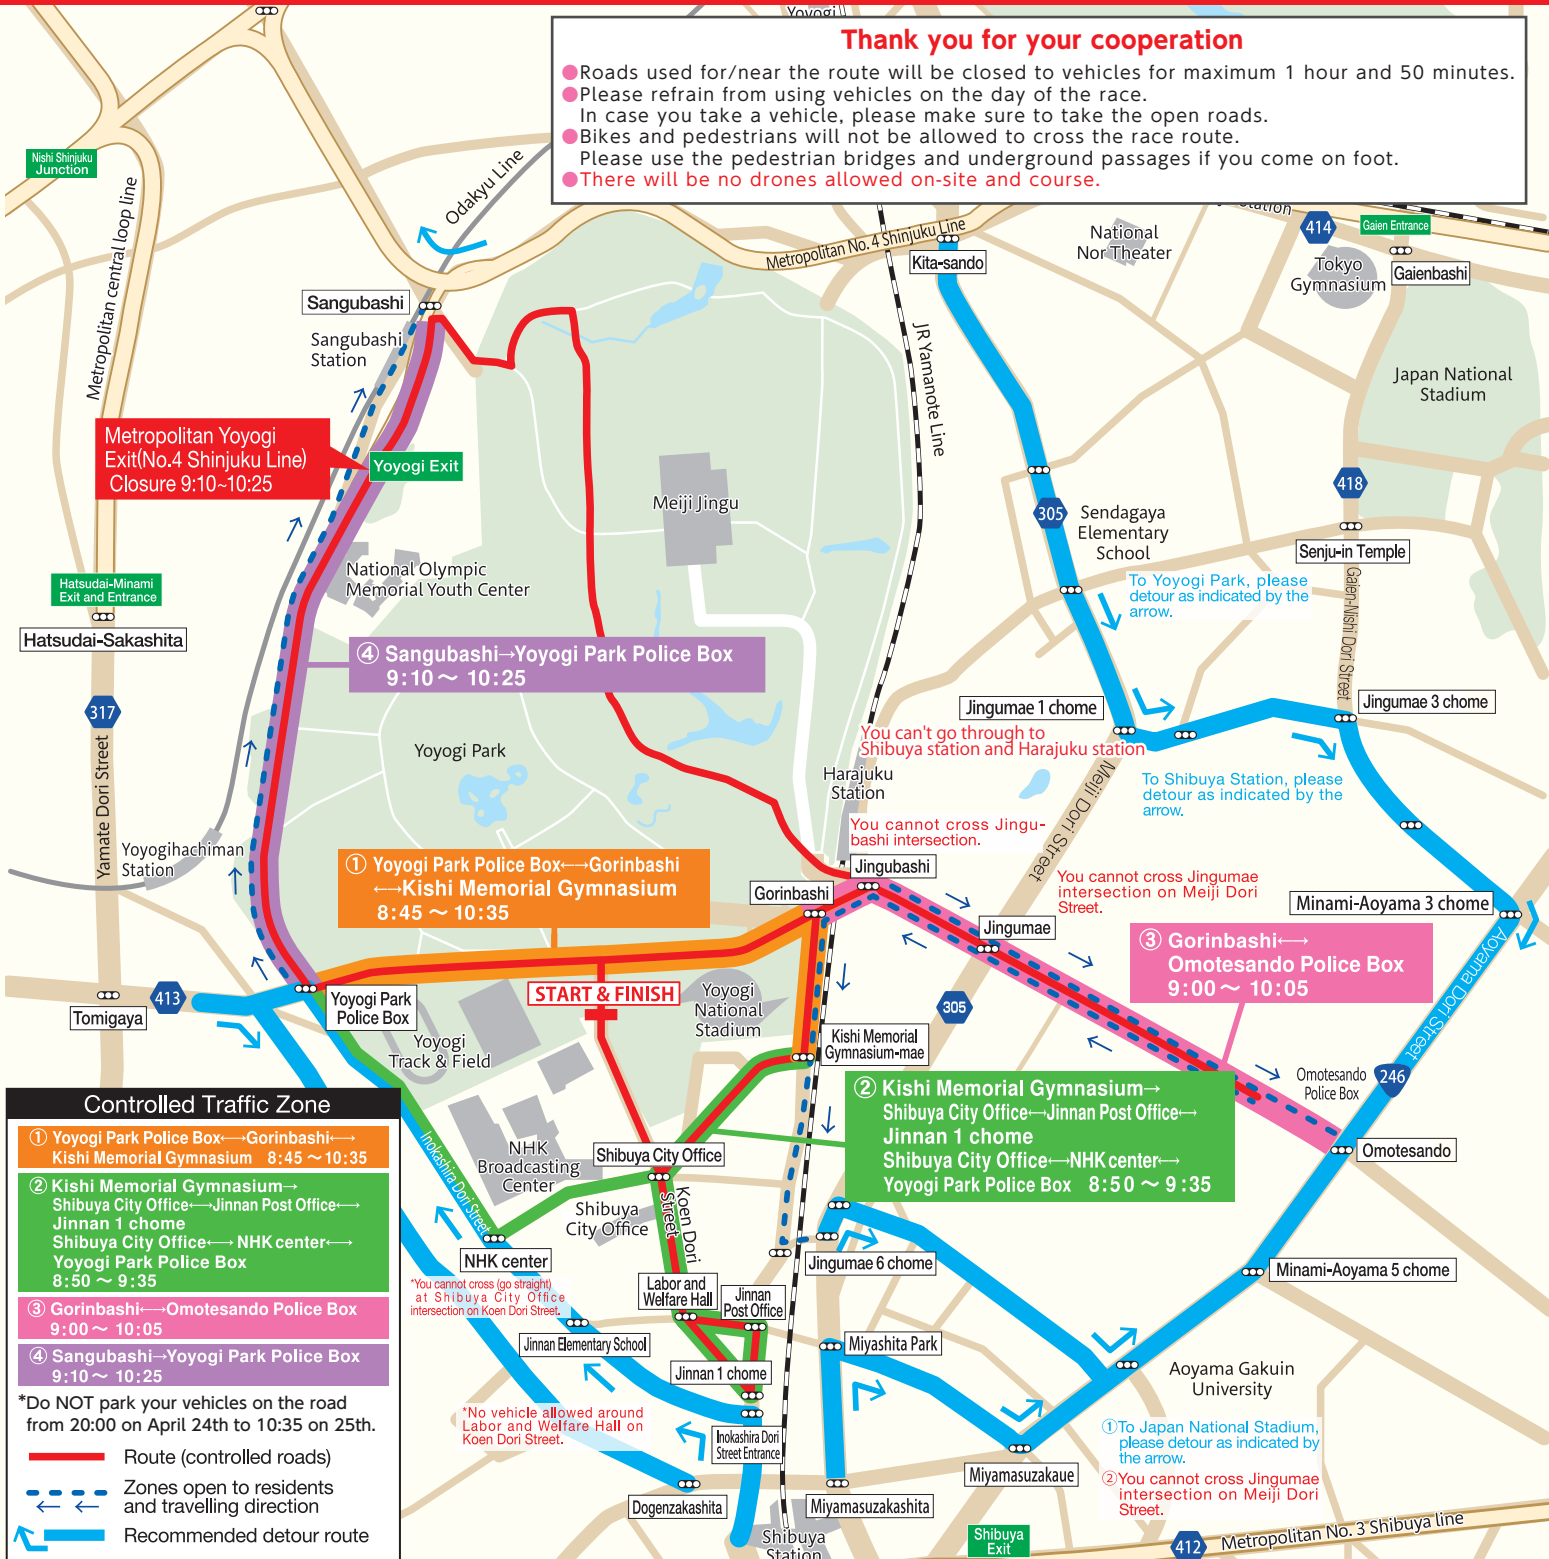 Yoyogi
Thank you for your cooperation
●Roads used for/near the route will be closed to vehicles for maximum 1 hour and 50 minutes.
●Please refrain from using vehicles on the day of the race.
In case you take a vehicle, please make sure to take the open roads.
●Bikes and pedestrians will not be allowed to cross the race route.
Please use the pedestrian bridges and underground passages if you come on foot.
●There will be no drones allowed on-site and course.
Nishi Shinjuku
Junction
Metropolitan central loop line
Odakyu Line
Metropolitan No. 4 Shinjuku Line
Kita-sando
National
Nor Theater
Station
414
Gaien Entrance
Tokyo
Gymnasium
Gaienbashi
Sangubashi
Sangubashi
Station
JR Yamanote Line
Japan National
Stadium
Metropolitan Yoyogi
Exit(No.4 Shinjuku Line)
Closure 9:10~10:25
Yoyogi Exit
Meiji Jingu
305
Sendagaya
Elementary
School
418
Senju-in Temple
Gaien-Nishi Dori Street
National Olympic
Memorial Youth Center
Hatsudai-Minami
Exit and Entrance
Hatsudai-Sakashita
To Yoyogi Park, please
detour as indicated by the
arrow.
④ Sangubashi→Yoyogi Park Police Box
9:10～10:25
317
Yamate Dori Street
Jingumae 1 chome
Jingumae 3 chome
You can't go through to
Shibuya station and Harajuku station
Yoyogi Park
Harajuku
Station
Meiji Dori Street
To Shibuya Station, please
detour as indicated by the
arrow.
Yoyogihachiman
Station
You cannot cross Jingu-
bashi intersection.
① Yoyogi Park Police Box←→Gorinbashi
←→Kishi Memorial Gymnasium
8:45～10:35
Jingubashi
Gorinbashi
You cannot cross Jingumae
intersection on Meiji Dori
Street.
Minami-Aoyama 3 chome
Jingumae
Aoyama Dori Street
③ Gorinbashi←→
Omotesando Police Box
9:00～10:05
413
Tomigaya
Yoyogi Park
Police Box
START & FINISH
Yoyogi
National
Stadium
305
Yoyogi
Track & Field
Kishi Memorial
Gymnasium-mae
Omotesando
Police Box
246
② Kishi Memorial Gymnasium→
Shibuya City Office←→Jinnan Post Office←→
Jinnan 1 chome
Shibuya City Office←→NHK center←→
Yoyogi Park Police Box 8:50～9:35
Omotesando
Inokashira Dori Street
NHK
Broadcasting
Center
Shibuya City Office
Shibuya
City Office
Koen Dori
Street
NHK center
*You cannot cross (go straight)
at Shibuya City Office
intersection on Koen Dori Street.
Labor and
Welfare Hall
Jinnan
Post Office
Jingumae 6 chome
Minami-Aoyama 5 chome
Jinnan Elementary School
Miyashita Park
Jinnan 1 chome
Aoyama Gakuin
University
*No vehicle allowed around
Labor and Welfare Hall on
Koen Dori Street.
Inokashira Dori
Street Entrance
①To Japan National Stadium,
please detour as indicated by
the arrow.
②You cannot cross Jingumae
intersection on Meiji Dori
Street.
Miyamasuzakaue
Dogenzakashita
Miyamasuzakashita
Shibuya
Station
Shibuya
Exit
412
Metropolitan No. 3 Shibuya line
Controlled Traffic Zone
① Yoyogi Park Police Box←→Gorinbashi←→
Kishi Memorial Gymnasium 8:45～10:35
② Kishi Memorial Gymnasium→
Shibuya City Office←→Jinnan Post Office←→
Jinnan 1 chome
Shibuya City Office←→NHK center←→
Yoyogi Park Police Box
8:50～9:35
③ Gorinbashi←→Omotesando Police Box
9:00～10:05
④ Sangubashi→Yoyogi Park Police Box
9:10～10:25
*Do NOT park your vehicles on the road
from 20:00 on April 24th to 10:35 on 25th.
Route (controlled roads)
Zones open to residents
and travelling direction
Recommended detour route